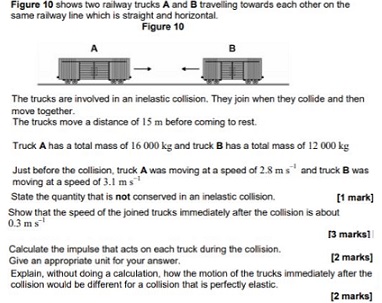 Figure 10 shows two railway trucks A and B travelling towards each other on the
same railway line which is straight and horizontal.
Figure 10
A B
The trucks are involved in an inelastic collision. They join when they collide and then
move together.
The trucks move a distance of 15 m before coming to rest.
Truck A has a total mass of 16 000 kg and truck B has a total mass of 12 000 kg
Just before the collision, truck A was moving at a speed of 2.8 m s⁻¹ and truck B was
moving at a speed of 3.1 m s⁻¹
State the quantity that is not conserved in an inelastic collision. [1 mark]
Show that the speed of the joined trucks immediately after the collision is about
0.3 m s⁻¹
[3 marks]
Calculate the impulse that acts on each truck during the collision.
Give an appropriate unit for your answer. [2 marks]
Explain, without doing a calculation, how the motion of the trucks immediately after the
collision would be different for a collision that is perfectly elastic.
[2 marks]